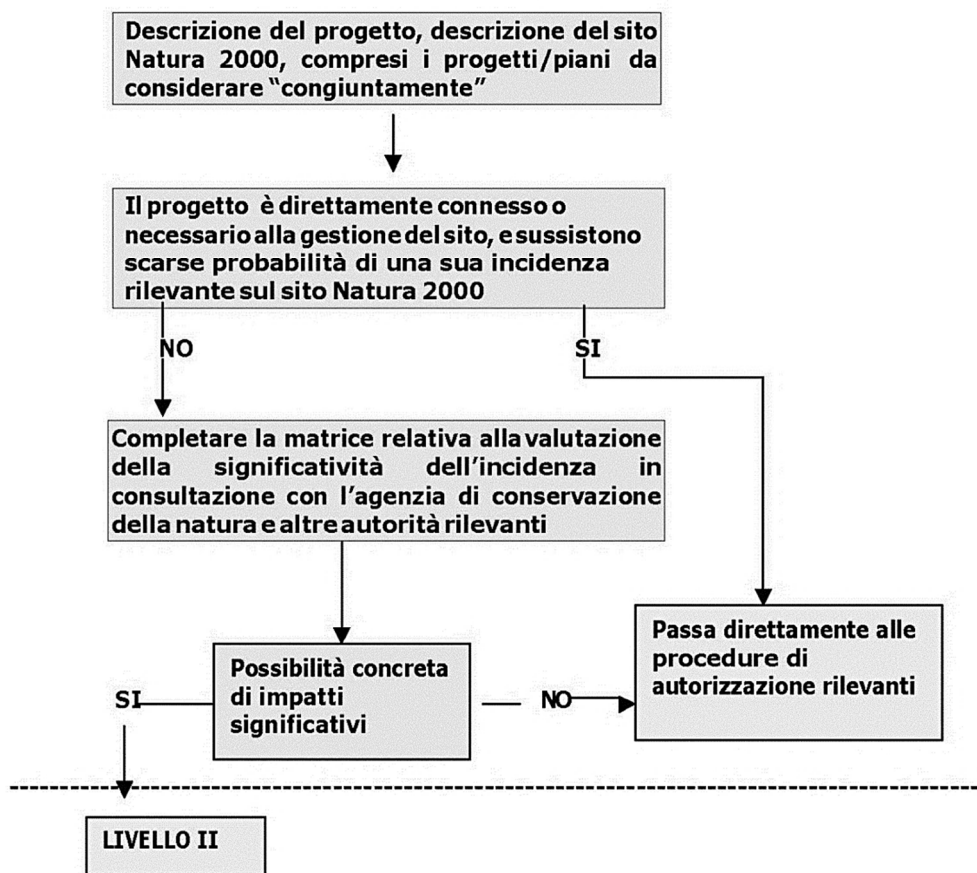 Descrizione del progetto, descrizione del sito
Natura 2000, compresi i progetti/piani da
considerare “congiuntamente”
Il progetto è direttamente connesso o
necessario alla gestione del sito, e sussistono
scarse probabilità di una sua incidenza
rilevante sul sito Natura 2000
NO
SI
Completare la matrice relativa alla valutazione
della significatività dell'incidenza in
consultazione con l'agenzia di conservazione
della natura e altre autorità rilevanti
Passa direttamente alle
procedure di
autorizzazione rilevanti
Possibilità concreta
di impatti
significativi
SI
NO
LIVELLO II